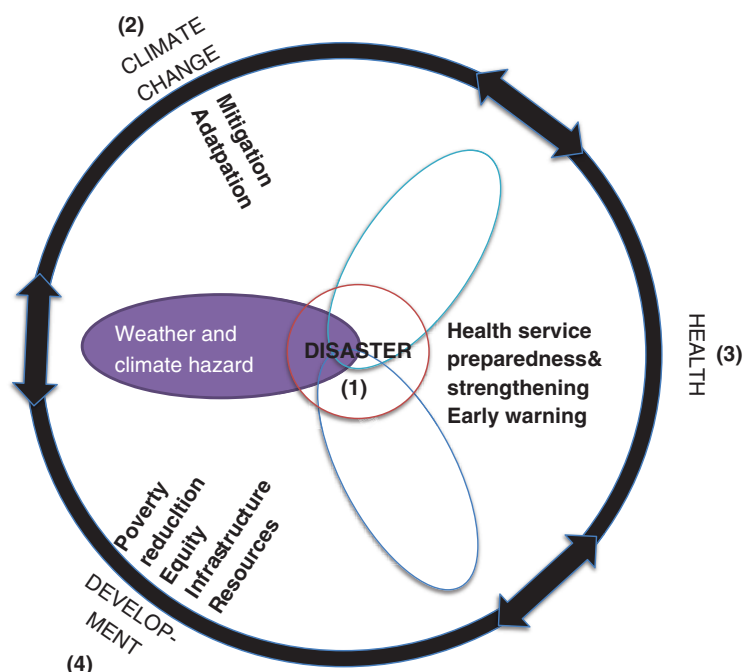 (2)
CLIMATE
CHANGE
Mitigation
Adatpation
Weather and
climate hazard
DISASTER
(1)
Health service
preparedness&
strengthening
Early warning
HEALTH
(3)
Poverty
reducltion
Equity
Infrastructure
Resources
DEVELOP-
MENT
(4)